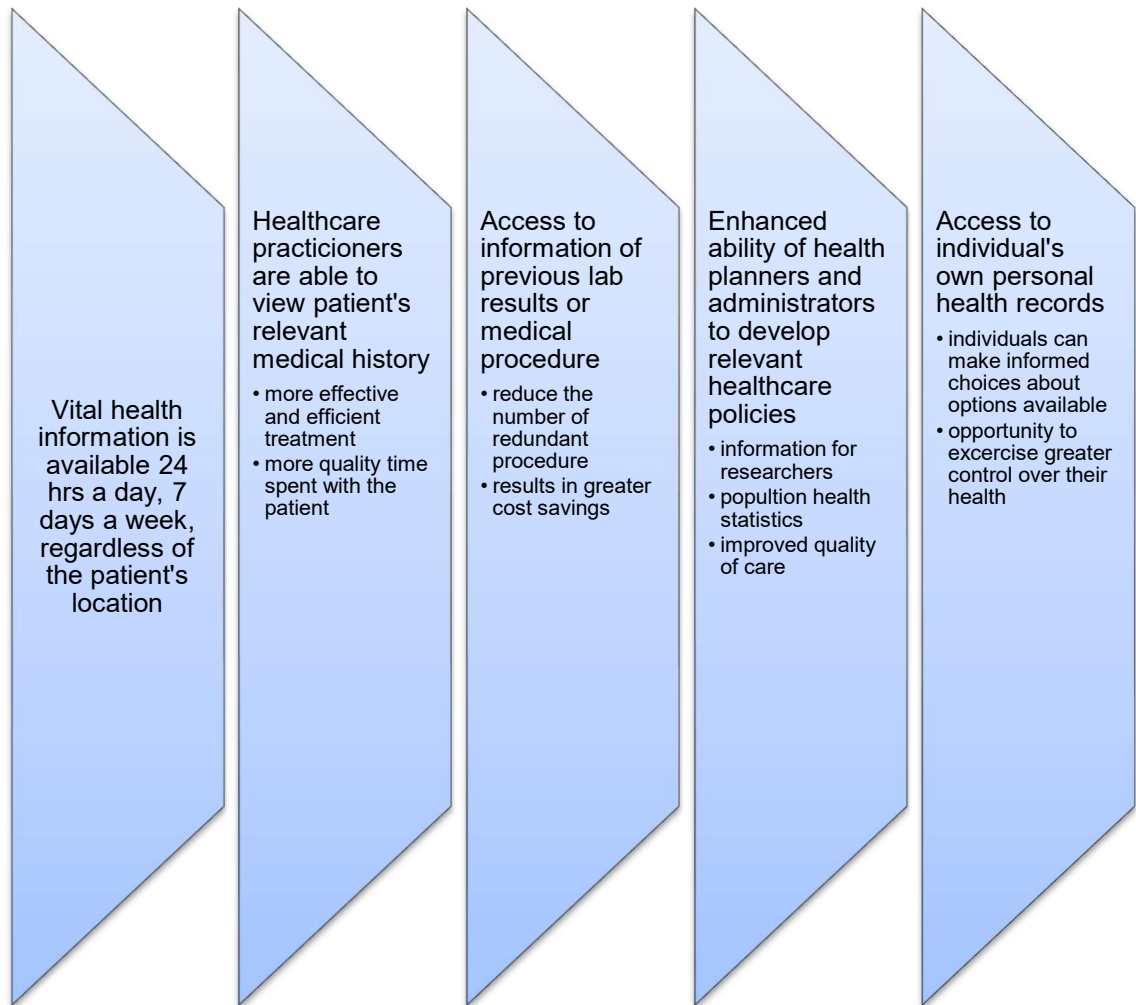 Vital health
information is
available 24
hrs a day, 7
days a week,
regardless of
the patient's
location
Healthcare
practicioners
are able to
view patient's
relevant
medical history
• more effective
and efficient
treatment
• more quality time
spent with the
patient
Access to
information of
previous lab
results or
medical
procedure
• reduce the
number of
redundant
procedure
• results in greater
cost savings
Enhanced
ability of health
planners and
administrators
to develop
relevant
healthcare
policies
• information for
researchers
• popultion health
statistics
• improved quality
of care
Access to
individual's
own personal
health records
• individuals can
make informed
choices about
options available
• opportunity to
excercise greater
control over their
health